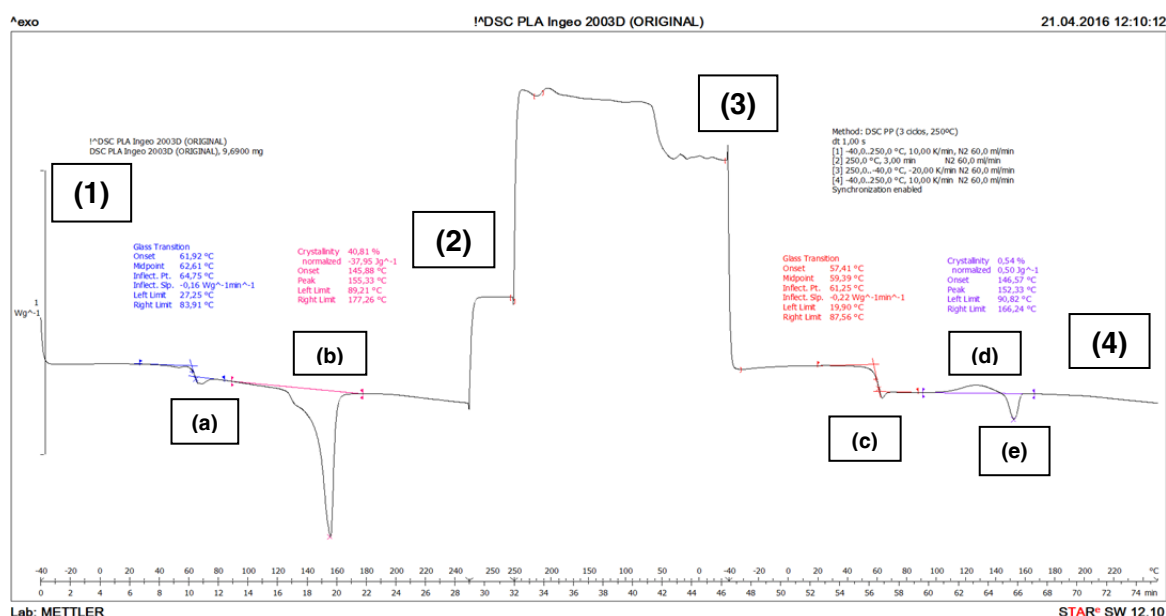 ^exo
!^DSC PLA Ingeo 2003D (ORIGINAL)
21.04.2016 12:10:12
(3)
!^DSC PLA Ingeo 2003D (ORIGINAL)
DSC PLA Ingeo 2003D (ORIGINAL), 9,6900 mg
Method: DSC PP (3 ciclos, 250ºC)
dt 1,00 s
[1] -40,0..250,0 °C, 10,00 K/min, N2 60,0 ml/min
[2] 250,0 °C, 3,00 min N2 60,0 ml/min
[3] 250,0..-40,0 °C, -20,00 K/min N2 60,0 ml/min
[4] -40,0..250,0 °C, 10,00 K/min N2 60,0 ml/min
Synchronization enabled
(1)
(2)
Glass Transition
Onset 61,92 °C
Midpoint 62,61 °C
Inflect. Pt. 64,75 °C
Inflect. Slp. -0,16 Wg^-1min^-1
Left Limit 27,25 °C
Right Limit 83,91 °C
Crystallinity 40,81 %
normalized -37,95 Jg^-1
Onset 145,88 °C
Peak 155,33 °C
Left Limit 89,21 °C
Right Limit 177,26 °C
Glass Transition
Onset 57,41 °C
Midpoint 59,39 °C
Inflect. Pt. 61,25 °C
Inflect. Slp. -0,22 Wg^-1min^-1
Left Limit 19,90 °C
Right Limit 87,56 °C
Crystallinity 0,54 %
normalized 0,50 Jg^-1
Onset 146,57 °C
Peak 152,33 °C
Left Limit 90,82 °C
Right Limit 166,24 °C
1
Wg^-1
(b)
(d)
(4)
(a)
(c)
(e)
-40 -20 0 20 40 60 80 100 120 140 160 180 200 220 240 250 250 200 150 100 50 0 -40 -20 0 20 40 60 80 100 120 140 160 180 200 220 °C
0 2 4 6 8 10 12 14 16 18 20 22 24 26 28 30 32 34 36 38 40 42 44 46 48 50 52 54 56 58 60 62 64 66 68 70 72 74 min
Lab: METTLER
STARe SW 12.10